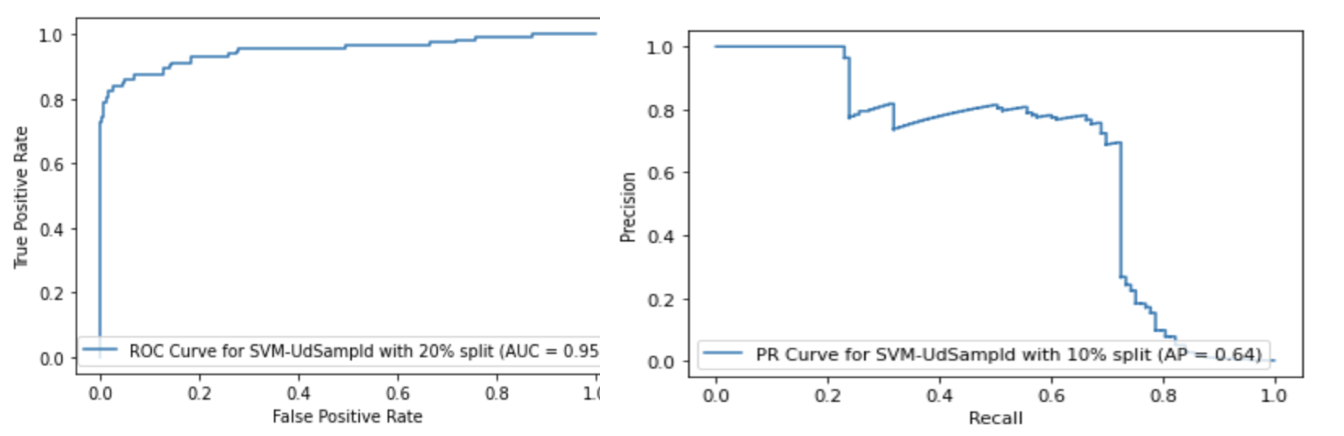 1.0
0.8
0.6
0.4
0.2
0.0
True Positive Rate
ROC Curve for SVM-UdSampld with 20% split (AUC = 0.95
0.0 0.2 0.4 0.6 0.8 1.0
False Positive Rate
1.0
0.8
0.6
0.4
0.2
0.0
Precision
PR Curve for SVM-UdSampld with 10% split (AP = 0.64)
0.0 0.2 0.4 0.6 0.8 1.0
Recall